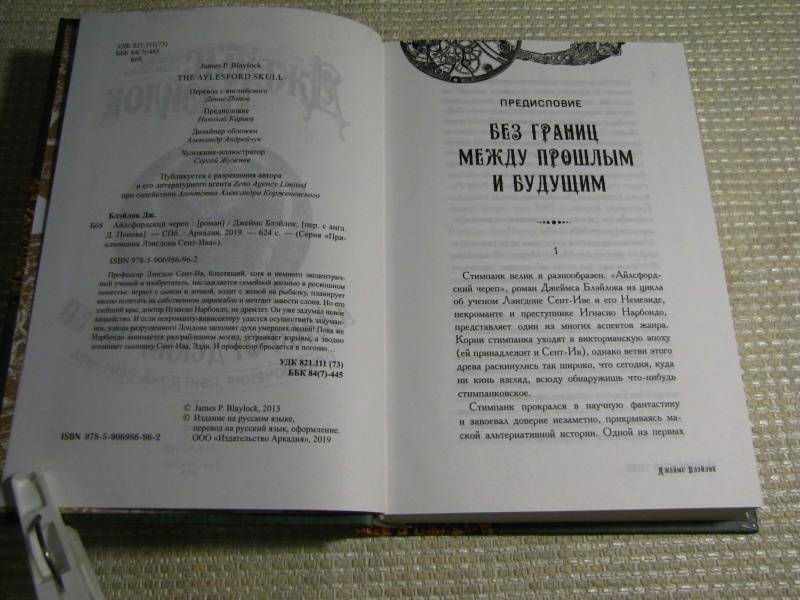 УДК 821.111(73)
ББК 84(7)-445
Б68
James P. Blaylock
THE AYLESFORD SKULL
Перевод с английского
Денис Попов
Предисловие
Николай Караев
Дизайнер обложки
Александр Андрейчук
Художник-иллюстратор
Сергей Жужнев
Публикуется с разрешения автора
и его литературного агента Zeno Agency Limited
при содействии Агентства Александра Корженевского
Блэйлок Дж.
Б68 Айлсфордский череп : [роман] / Джеймс Блэйлок, [пер. с англ.
Д. Попова]. — СПб. : Аркадия, 2019. — 624 с. — (Серия «При-
ключения Лэнгдона Сент-Ива»).
ISBN 978-5-906986-96-2
Профессор Лэнгдон Сент-Ив, блестящий, хотя и немного эксцентрич-
ный ученый и изобретатель, наслаждается семейной жизнью в роскошном
поместье: играет с сыном и дочкой, ходит с женой на рыбалку, планирует
вволю полетать на собственном дирижабле и мечтает завести слона. Но его
злейший враг, доктор Игнасио Нарбондо, не дремлет. Он уже задумал новое
злодейство. И если некроманту-вивисектору удастся осуществить задуман-
ное, улицы разрушенного Лондона заполнят духи умерших людей! Пока же
Нарбондо занимается разграблением могил, устраивает взрывы, а заодно
похищает сынишку Сент-Ива, Эдди. И профессор бросается в погоню...
УДК 821.111 (73)
ББК 84(7)-445
© James P. Blaylock, 2013
© Издание на русском языке,
перевод на русский язык, оформление.
ООО «Издательство Аркадия», 2019
ISBN 978-5-906986-96-2
ПРЕДИСЛОВИЕ
БЕЗ ГРАНИЦ
МЕЖДУ ПРОШЛЫМ
И БУДУЩИМ
1
Стимпанк велик и разнообразен. «Айлсфорд-
ский череп», роман Джеймса Блэйлока из цикла
об ученом Лэнгдоне Сент-Иве и его Немезиде,
некроманте и преступнике Игнасио Нарбондо,
представляет один из многих аспектов жанра.
Корни стимпанка уходят в викторианскую эпоху
(ей принадлежит и Сент-Ив), однако ветви этого
древа раскинулись так широко, что сегодня, куда
ни кинь взгляд, всюду обнаружишь что-нибудь
стимпанковское.
Стимпанк прокрался в научную фантастику
и завоевал доверие незаметно, прикрываясь ма-
ской альтернативной истории. Одной из первых
Джеймс Блэйлок